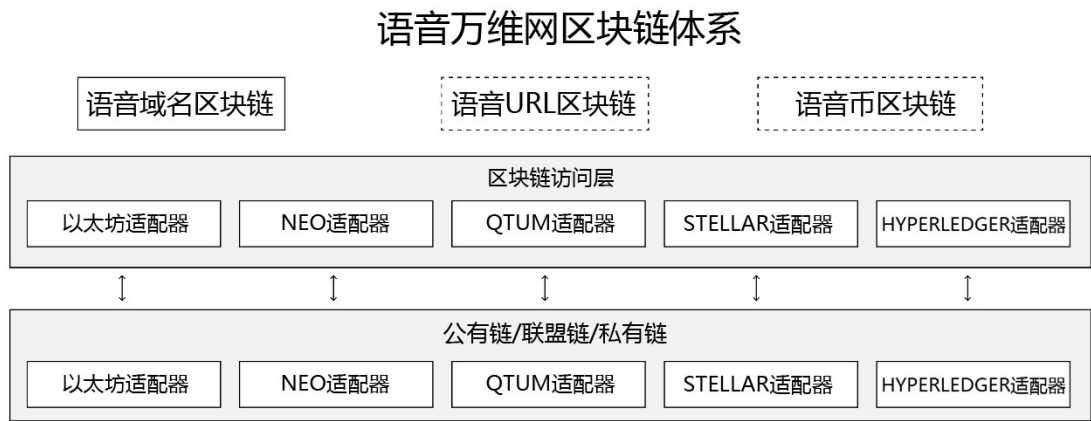 语音万维网区块链体系
语音域名区块链 语音URL区块链 语音币区块链
区块链访问层
以太坊适配器 NEO适配器 QTUM适配器 STELLAR适配器 HYPERLEDGER适配器
公有链/联盟链/私有链
以太坊适配器 NEO适配器 QTUM适配器 STELLAR适配器 HYPERLEDGER适配器